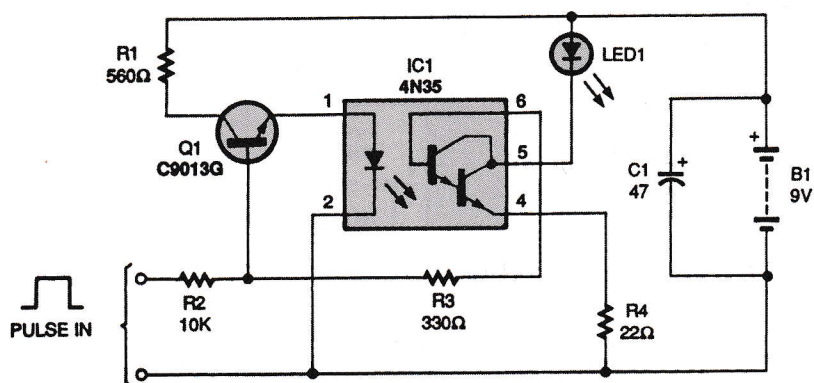 R1
560Ω
Q1
C9013G
IC1
4N35
1
2
6
5
4
LED1
C1
47
+
+
B1
9V
PULSE IN
R2
10K
R3
330Ω
R4
22Ω